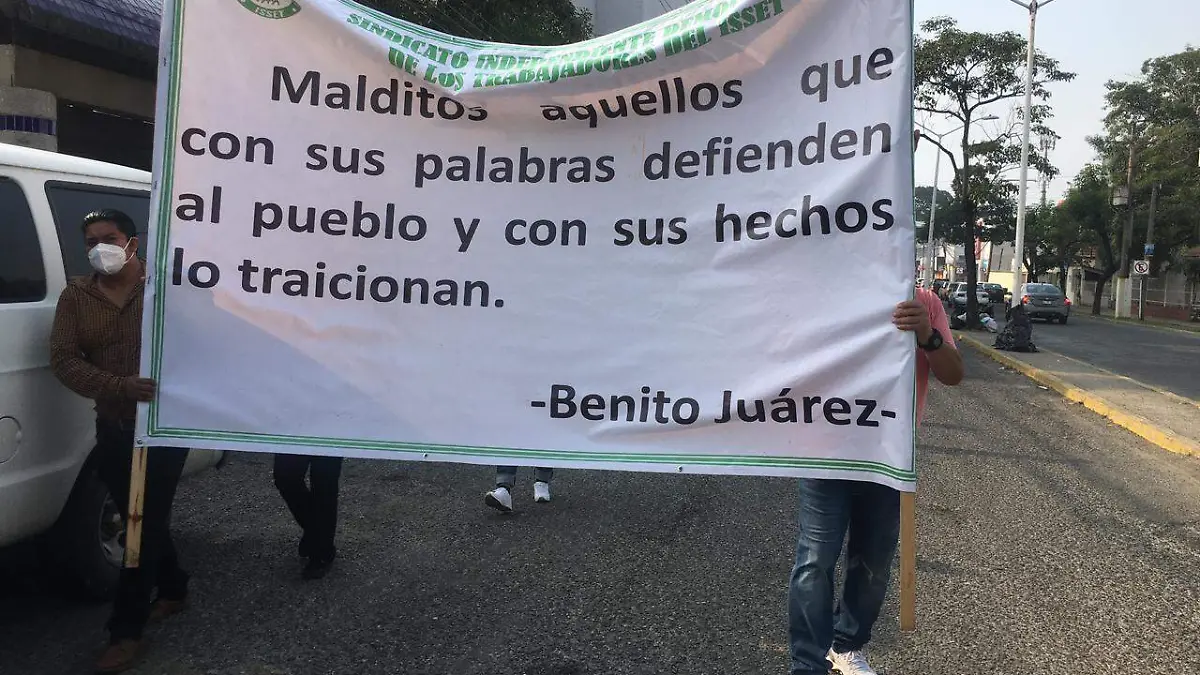 ISSET
SINDICATO INDEPENDIENTE
DE LOS TRABAJADORES DEL ISSET
Malditos aquellos que
con sus palabras defienden
al pueblo y con sus hechos
lo traicionan.
-Benito Juárez-